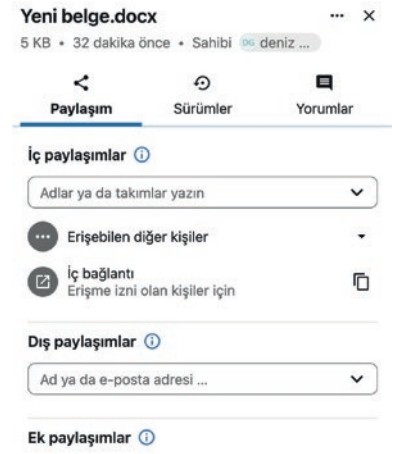 Yeni belge.docx
5 KB • 32 dakika önce • Sahibi DG deniz ...
Paylaşım Sürümler Yorumlar
İç paylaşımlar
Adlar ya da takımlar yazın
Erişebilen diğer kişiler
İç bağlantı
Erişme izni olan kişiler için
Dış paylaşımlar
Ad ya da e-posta adresi ...
Ek paylaşımlar